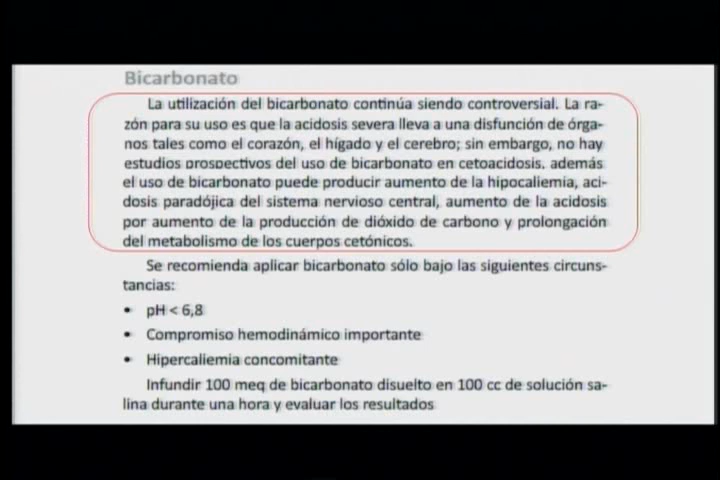 Bicarbonato
La utilización del bicarbonato continúa siendo controversial. La ra-
zón para su uso es que la acidosis severa lleva a una disfunción de órga-
nos tales como el corazón, el hígado y el cerebro; sin embargo, no hay
estudios prospectivos del uso de bicarbonato en cetoacidosis. además
el uso de bicarbonato puede producir aumento de la hipocaliemia, aci-
dosis paradójica del sistema nervioso central, aumento de la acidosis
por aumento de la producción de dióxido de carbono y prolongación
del metabolismo de los cuerpos cetónicos.
Se recomienda aplicar bicarbonato sólo bajo las siguientes circuns-
tancias:
• pH < 6,8
• Compromiso hemodinámico importante
• Hipercaliemia concomitante
Infundir 100 meq de bicarbonato disuelto en 100 cc de solución sa-
lina durante una hora y evaluar los resultados